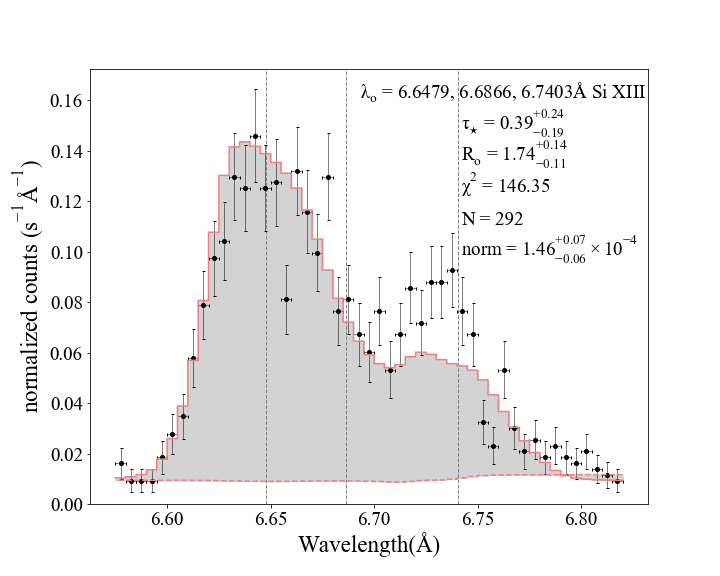 λₒ = 6.6479, 6.6866, 6.7403Å Si XIII
τ⋆ = 0.39 +0.24 −0.19
Rₒ = 1.74 +0.14 −0.11
χ² = 146.35
N = 292
norm = 1.46 +0.07 −0.06 × 10⁻⁴
normalized counts (s⁻¹ Å⁻¹)
0.16
0.14
0.12
0.10
0.08
0.06
0.04
0.02
0.00
6.60 6.65 6.70 6.75 6.80
Wavelength(Å)